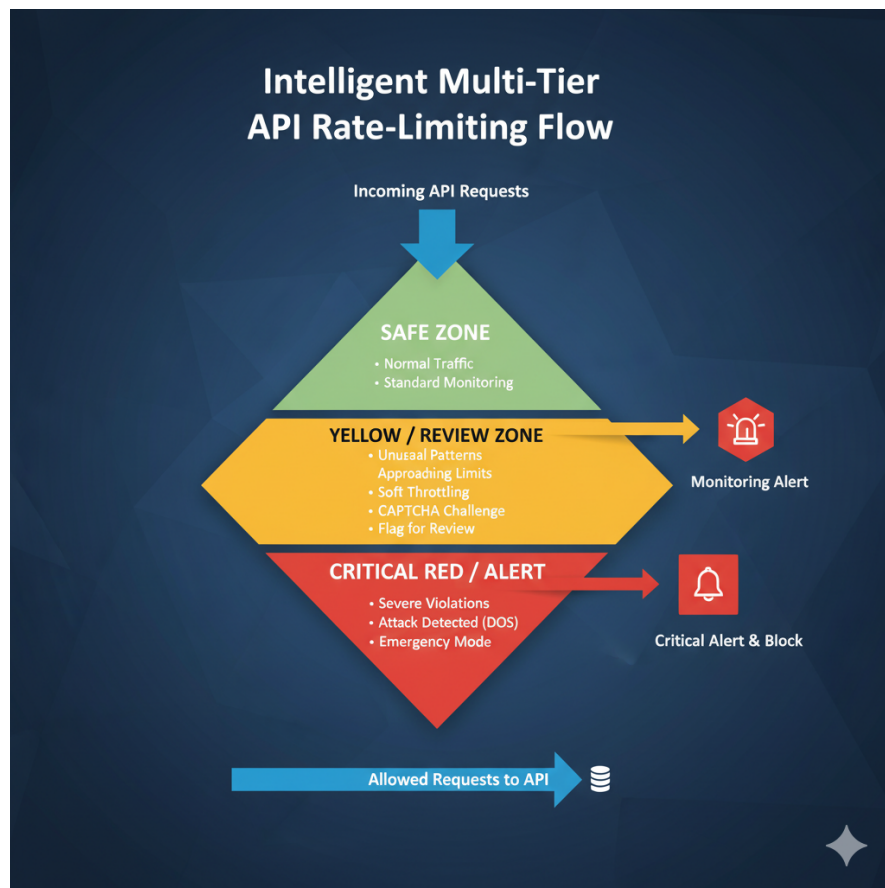 Intelligent Multi-Tier
API Rate-Limiting Flow
Incoming API Requests
SAFE ZONE
• Normal Traffic
• Standard Monitoring
YELLOW / REVIEW ZONE
• Unusual Patterns
Approading Limits
• Soft Throttling
• CAPTCHA Challenge
• Flag for Review
Monitoring Alert
CRITICAL RED / ALERT
• Severe Violations
• Attack Detected (DOS)
• Emergency Mode
Critical Alert & Block
Allowed Requests to API